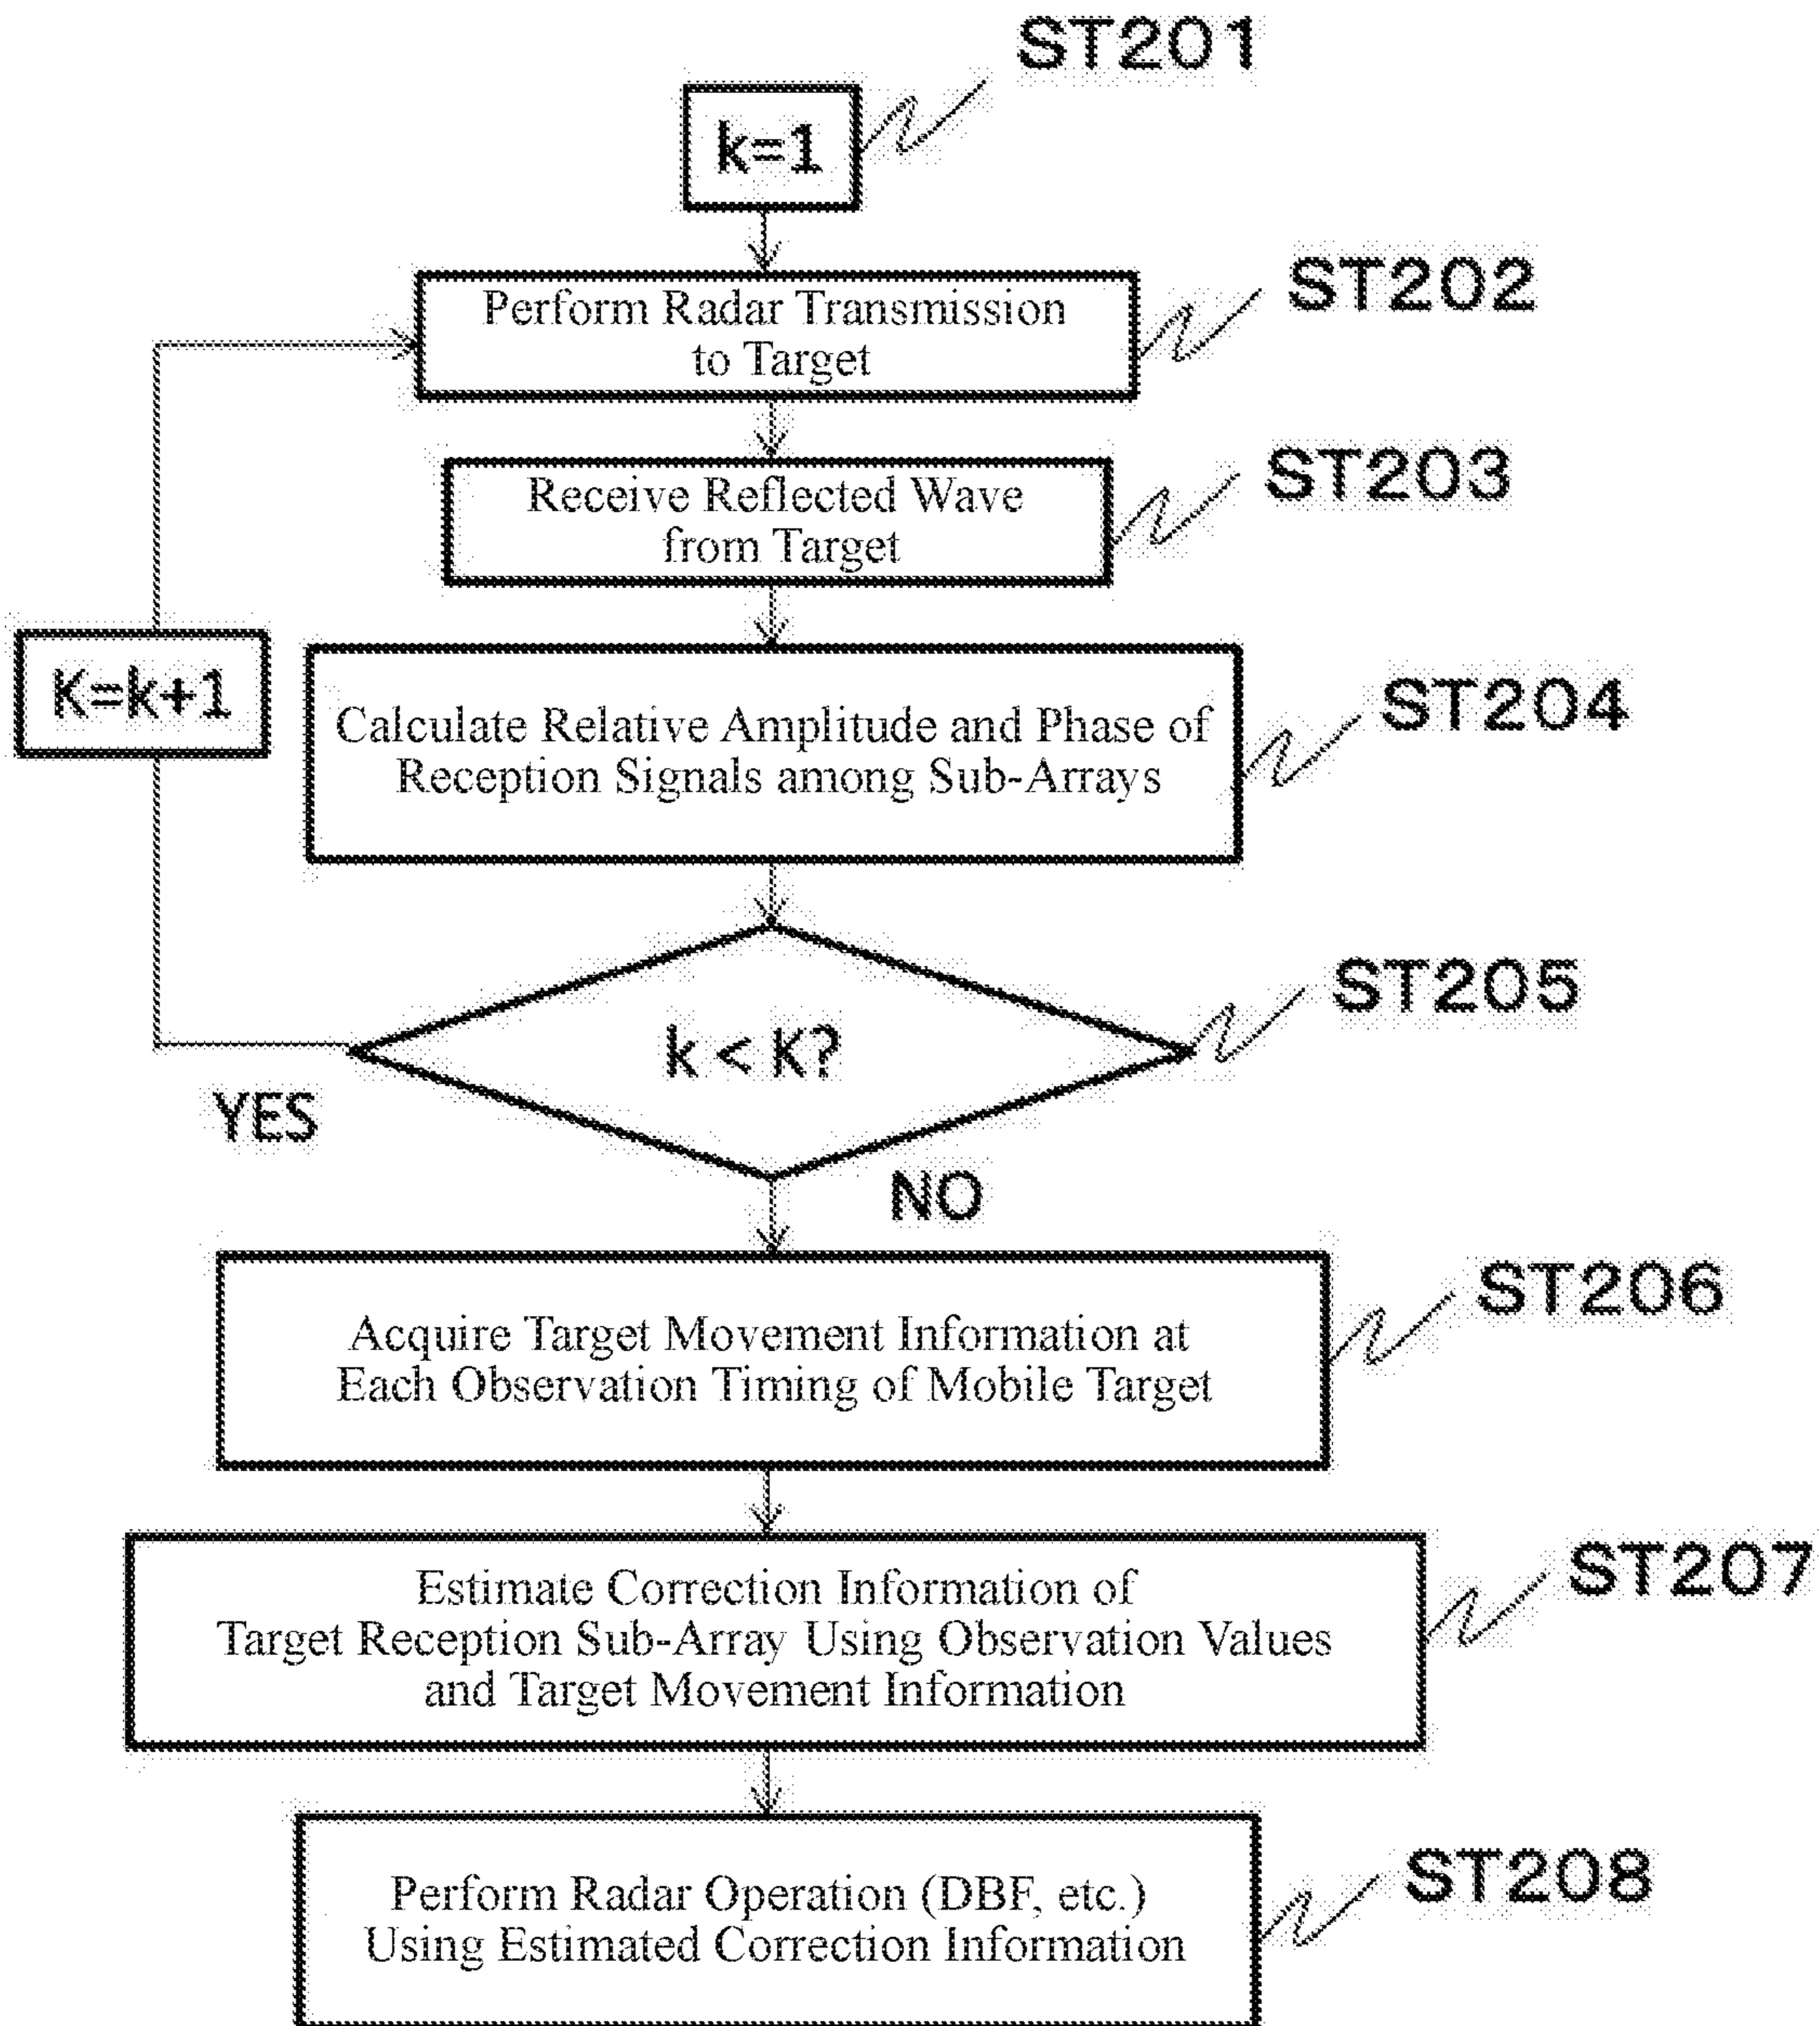 ST201
k=1
ST202
Perform Radar Transmission
to Target
ST203
Receive Reflected Wave
from Target
K=k+1
ST204
Calculate Relative Amplitude and Phase of
Reception Signals among Sub-Arrays
ST205
k < K?
YES
NO
ST206
Acquire Target Movement Information at
Each Observation Timing of Mobile Target
ST207
Estimate Correction Information of
Target Reception Sub-Array Using Observation Values
and Target Movement Information
ST208
Perform Radar Operation (DBF, etc.)
Using Estimated Correction Information